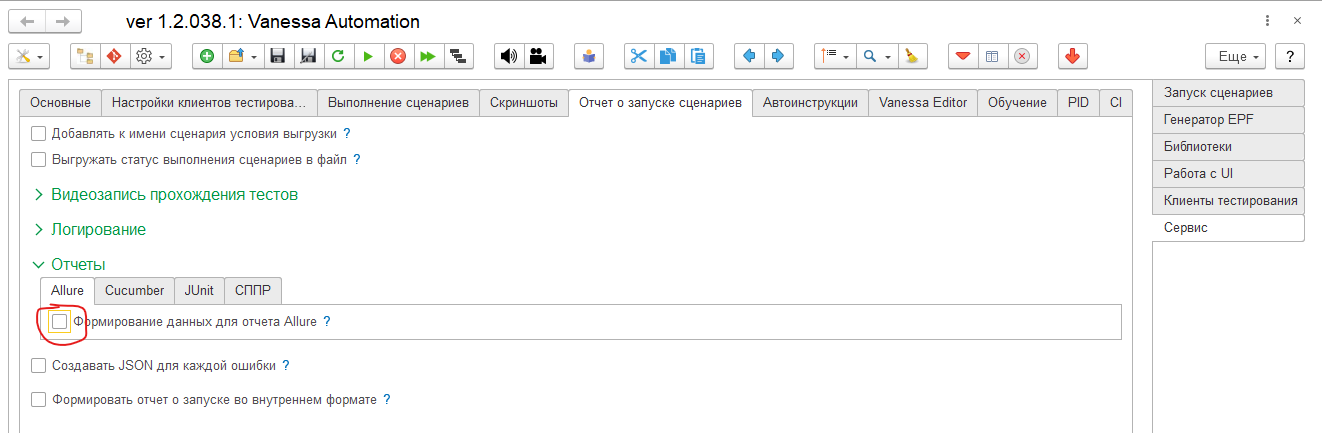 ver 1.2.038.1: Vanessa Automation
Еще ?
Основные Настройки клиентов тестирова... Выполнение сценариев Скриншоты Отчет о запуске сценариев Автоинструкции Vanessa Editor Обучение PID CI
Добавлять к имени сценария условия выгрузки ?
Выгружать статус выполнения сценариев в файл ?
Видеозапись прохождения тестов
Логирование
Отчеты
Allure Cucumber JUnit СППР
Формирование данных для отчета Allure ?
Создавать JSON для каждой ошибки ?
Формировать отчет о запуске во внутреннем формате ?
Запуск сценариев
Генератор EPF
Библиотеки
Работа с UI
Клиенты тестирования
Сервис